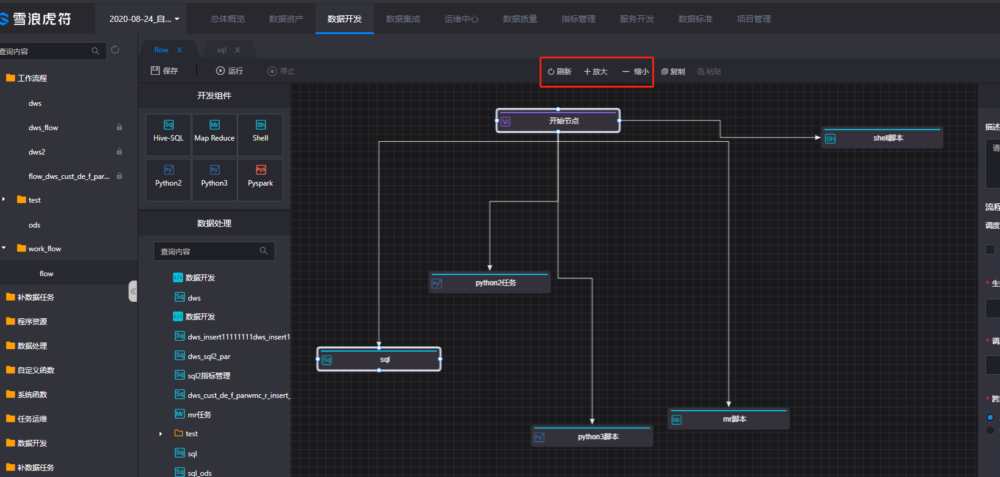 雪浪虎符
2020-08-24_自...
总体概览
数据资产
数据开发
数据集成
运维中心
数据质量
指标管理
服务开发
数据标准
项目管理
查询内容
工作流程
dws
dws_flow
dws2
flow_dws_cust_de_f_par...
test
ods
work_flow
flow
补数据任务
程序资源
数据处理
自定义函数
系统函数
任务运维
数据开发
补数据任务
flow
sql
保存
运行
停止
刷新
放大
缩小
复制
粘贴
开发组件
Sq
Hive-SQL
Mr
Map Reduce
Sh
Shell
Py
Python2
Py
Python3
PyS
Pyspark
数据处理
查询内容
数据开发
Sq dws
数据开发
Sq dws_insert11111111dws_insert1
Sq dws_sql2_par
Sq sql2指标管理
Sq dws_cust_de_f_parwmc_r_insert_
Mr mr任务
test
Sq sql
Sq sql_ods
Vi 开始节点
Sh shell脚本
Py python2任务
Sq sql
Mr mr脚本
Py python3脚本
描述
请
流程
调度
* 生
* 调
* 跨